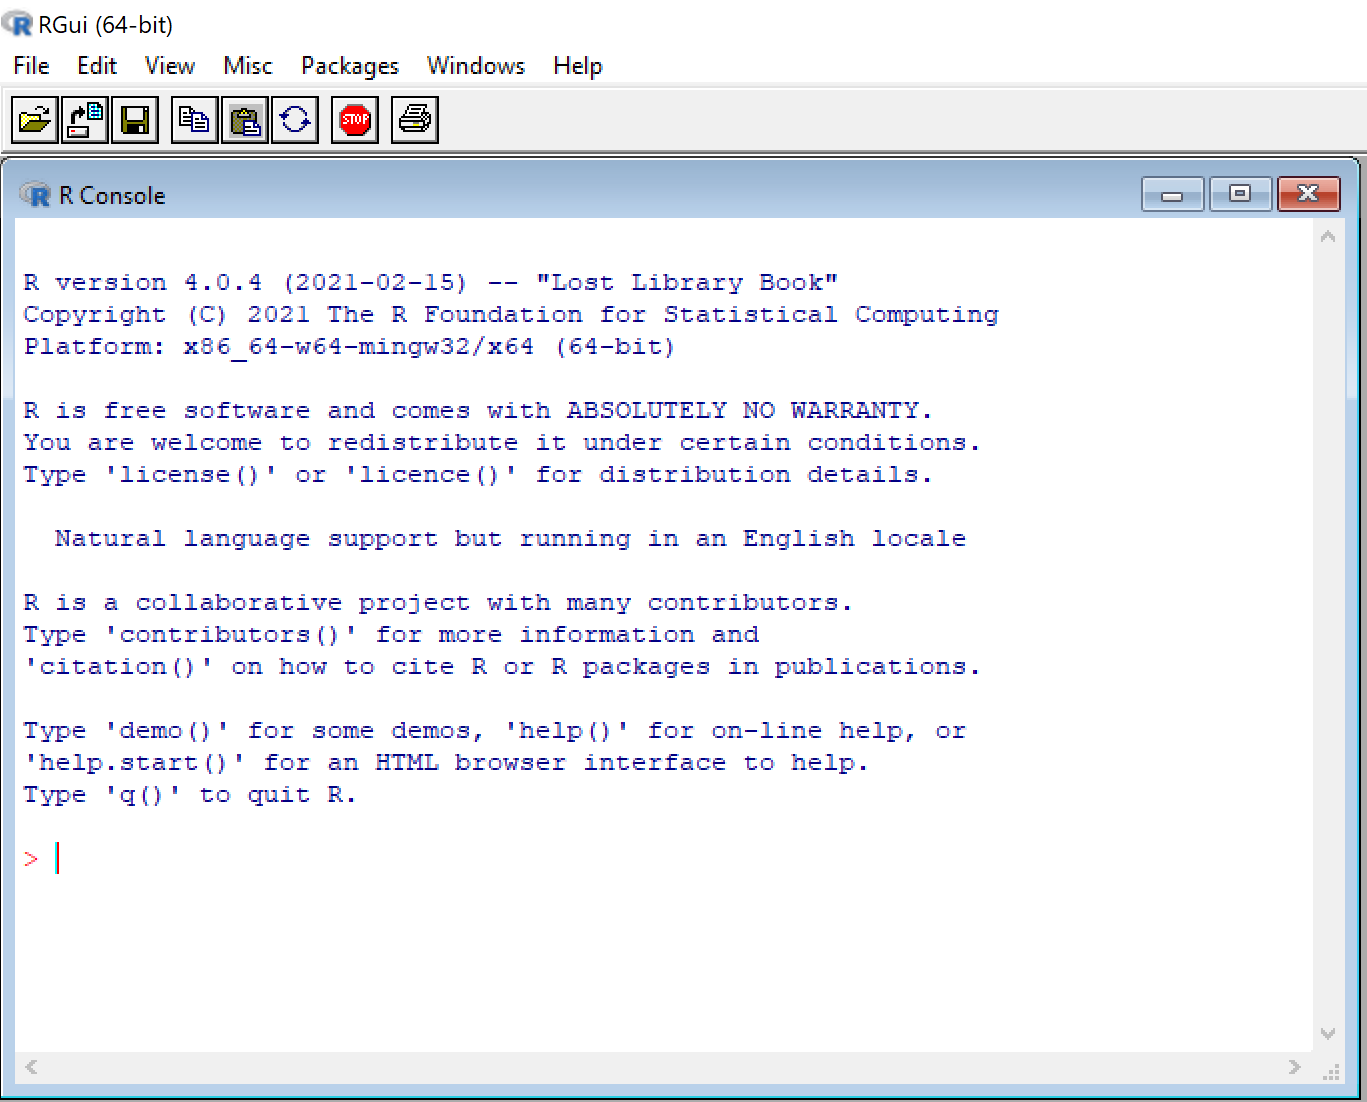 RGui (64-bit)
File Edit View Misc Packages Windows Help
STOP
R Console
R version 4.0.4 (2021-02-15) -- "Lost Library Book"
Copyright (C) 2021 The R Foundation for Statistical Computing
Platform: x86_64-w64-mingw32/x64 (64-bit)
R is free software and comes with ABSOLUTELY NO WARRANTY.
You are welcome to redistribute it under certain conditions.
Type 'license()' or 'licence()' for distribution details.
Natural language support but running in an English locale
R is a collaborative project with many contributors.
Type 'contributors()' for more information and
'citation()' on how to cite R or R packages in publications.
Type 'demo()' for some demos, 'help()' for on-line help, or
'help.start()' for an HTML browser interface to help.
Type 'q()' to quit R.
>